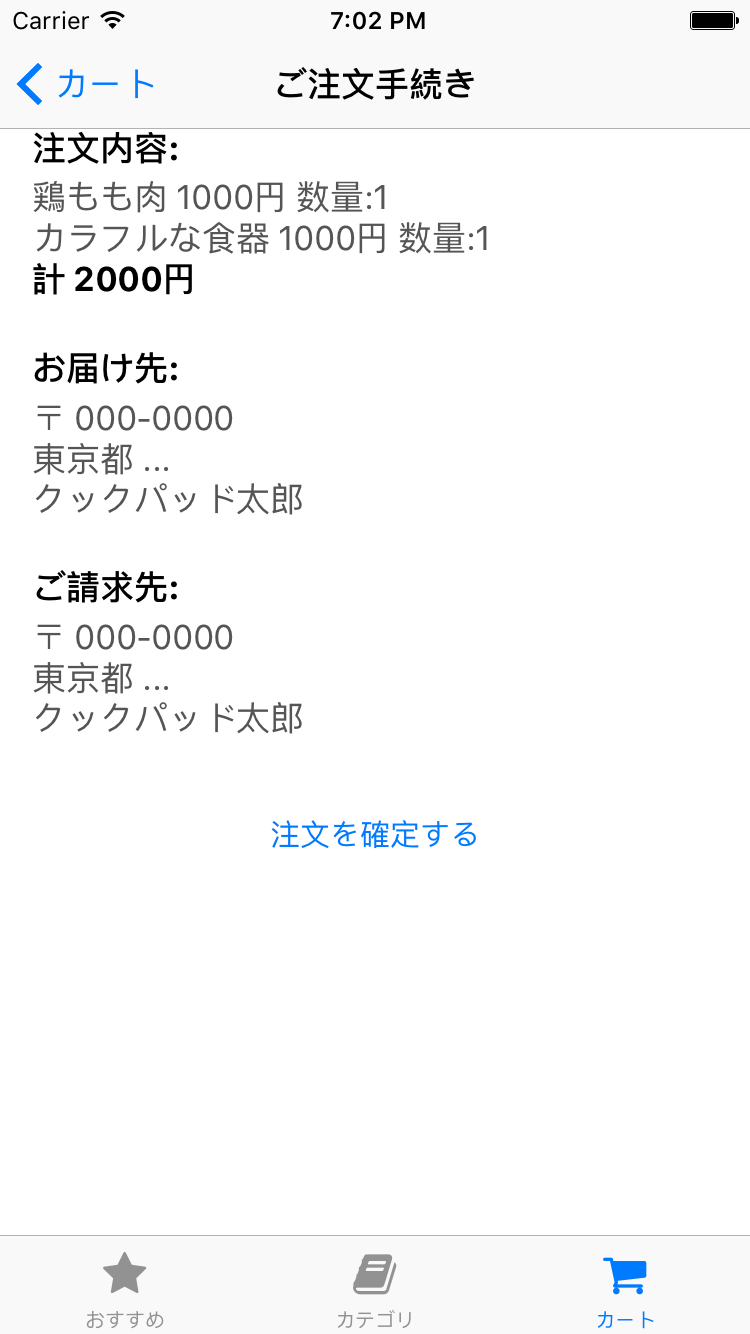 Carrier 7:02 PM
カート ご注文手続き
注文内容:
鶏もも肉 1000円 数量:1
カラフルな食器 1000円 数量:1
計 2000円
お届け先:
〒 000-0000
東京都 ...
クックパッド太郎
ご請求先:
〒 000-0000
東京都 ...
クックパッド太郎
注文を確定する
おすすめ カテゴリ カート